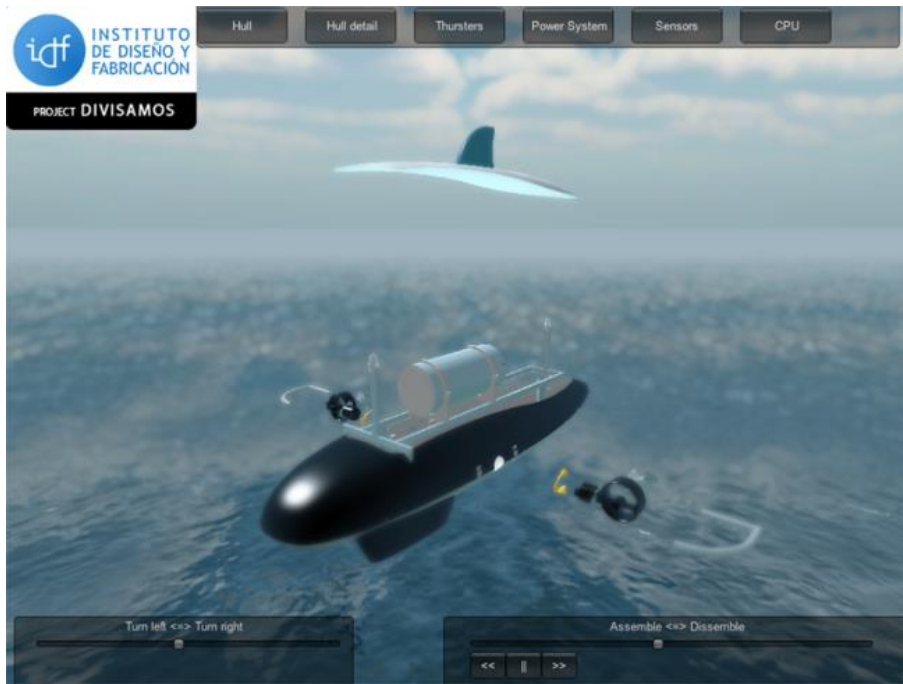 idf
INSTITUTO
DE DISEÑO Y
FABRICACIÓN
PROJECT DIVISAMOS
Hull
Hull detail
Thursters
Power System
Sensors
CPU
Turn left <=> Turn right
Assemble <=> Dissemble
<<
||
>>